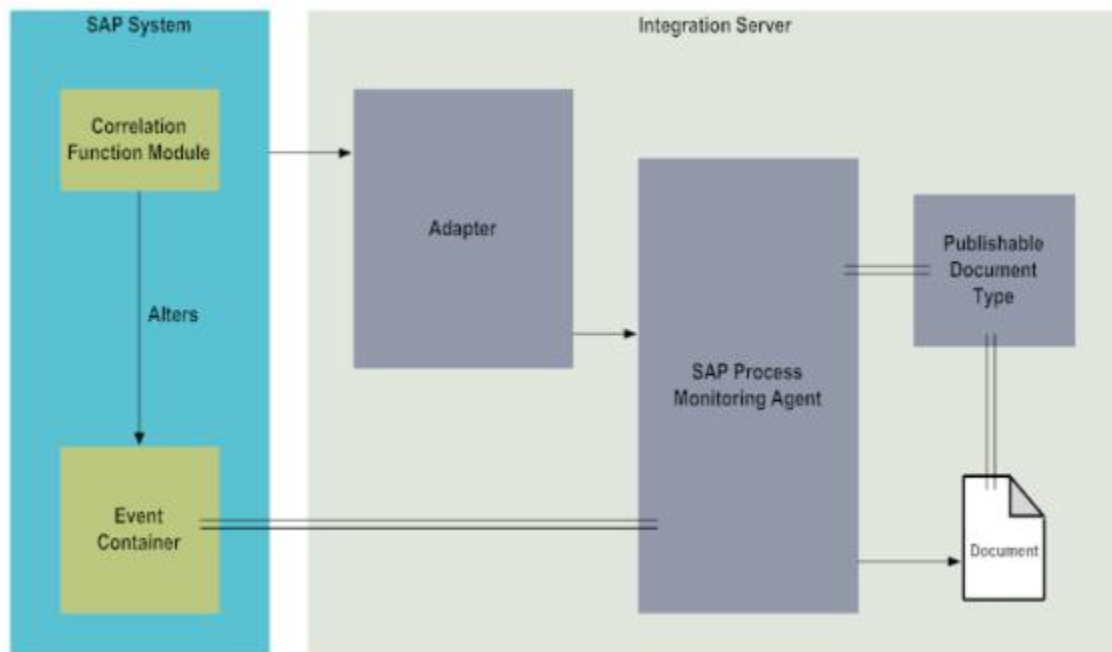 SAP System
Integration Server
Correlation
Function Module
Adapter
Publishable
Document
Type
Alters
SAP Process
Monitoring Agent
Event
Container
Document